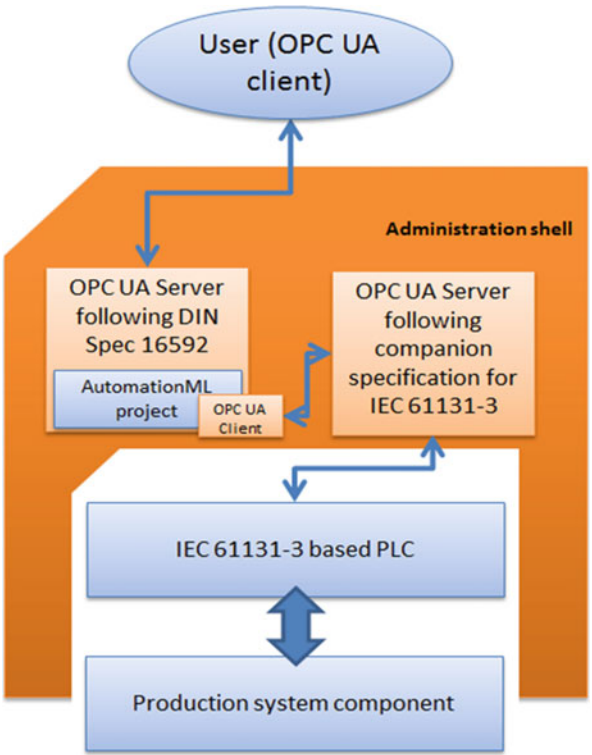 User (OPC UA
client)
Administration shell
OPC UA Server
following DIN
Spec 16592
AutomationML
project
OPC UA
Client
OPC UA Server
following
companion
specification for
IEC 61131-3
IEC 61131-3 based PLC
Production system component